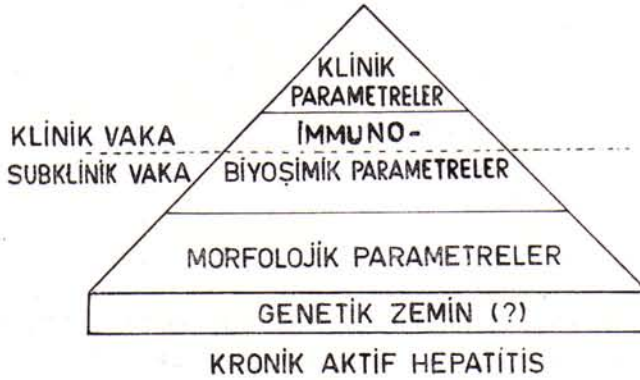 KLİNİK
PARAMETRELER
KLİNİK VAKA İMMUNO-
SUBKLİNİK VAKA BİYOŞİMİK PARAMETRELER
MORFOLOJİK PARAMETRELER
GENETİK ZEMİN (?)
KRONİK AKTİF HEPATİTİS